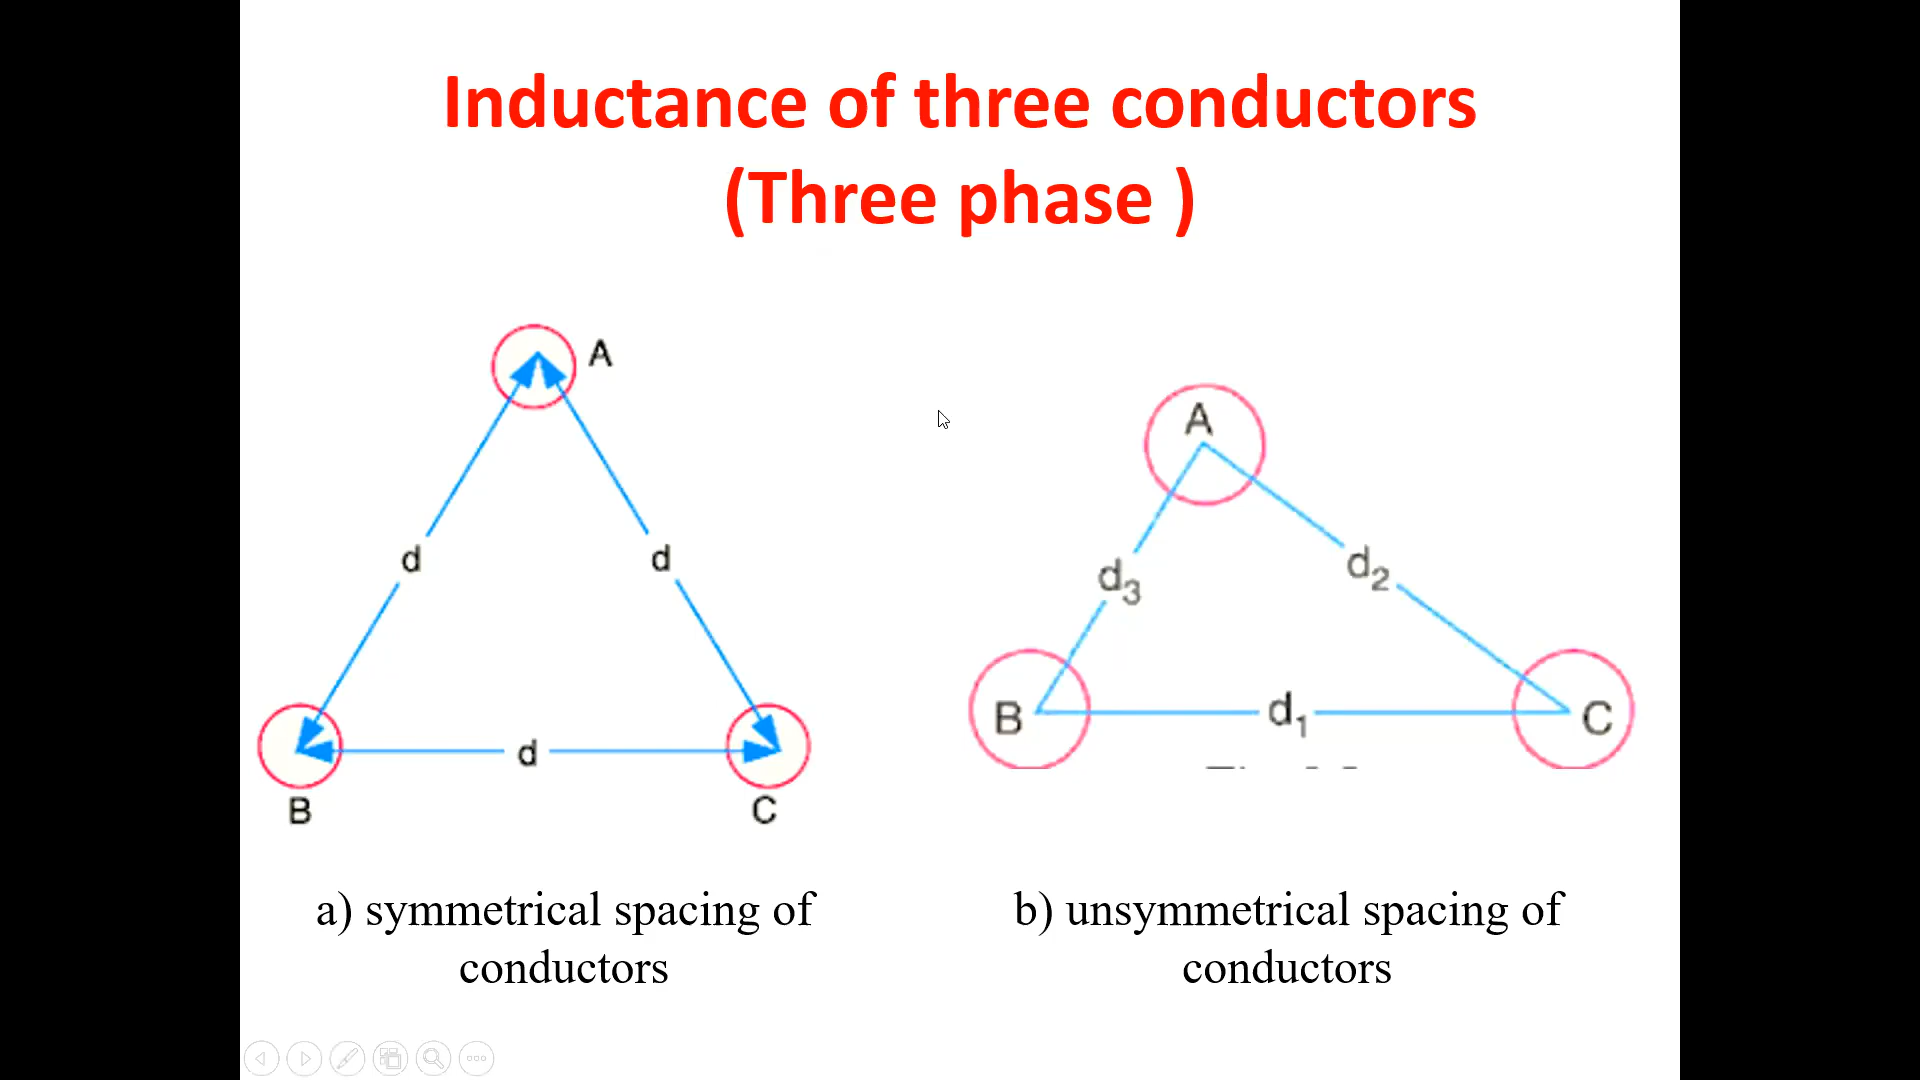 Inductance of three conductors
(Three phase )
A
d
d
B
d
C
a) symmetrical spacing of
conductors
A
d₃
d₂
B
d₁
C
b) unsymmetrical spacing of
conductors